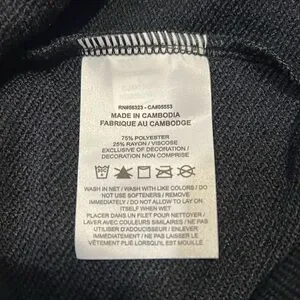 RN#56323 - CA#05553
MADE IN CAMBODIA
FABRIQUE AU CAMBODGE
75% POLYESTER
25% RAYON / VISCOSE
EXCLUSIVE OF DECORATION /
DECORATION NON COMPRISE
WASH IN NET / WASH WITH LIKE COLORS / DO
NOT USE SOFTENERS / REMOVE
IMMEDIATELY / DO NOT ALLOW TO LAY ON
ITSELF WHEN WET
PLACER DANS UN FILET POUR NETTOYER /
LAVER AVEC COULEURS SIMILAIRES / NE PAS
UTILISER D'ADOUCISSANT / ENLEVER
IMMEDIATEMENT / NE PAS LAISSER LE
VÊTEMENT PLIÉ LORSQU'IL EST MOUILLÉ